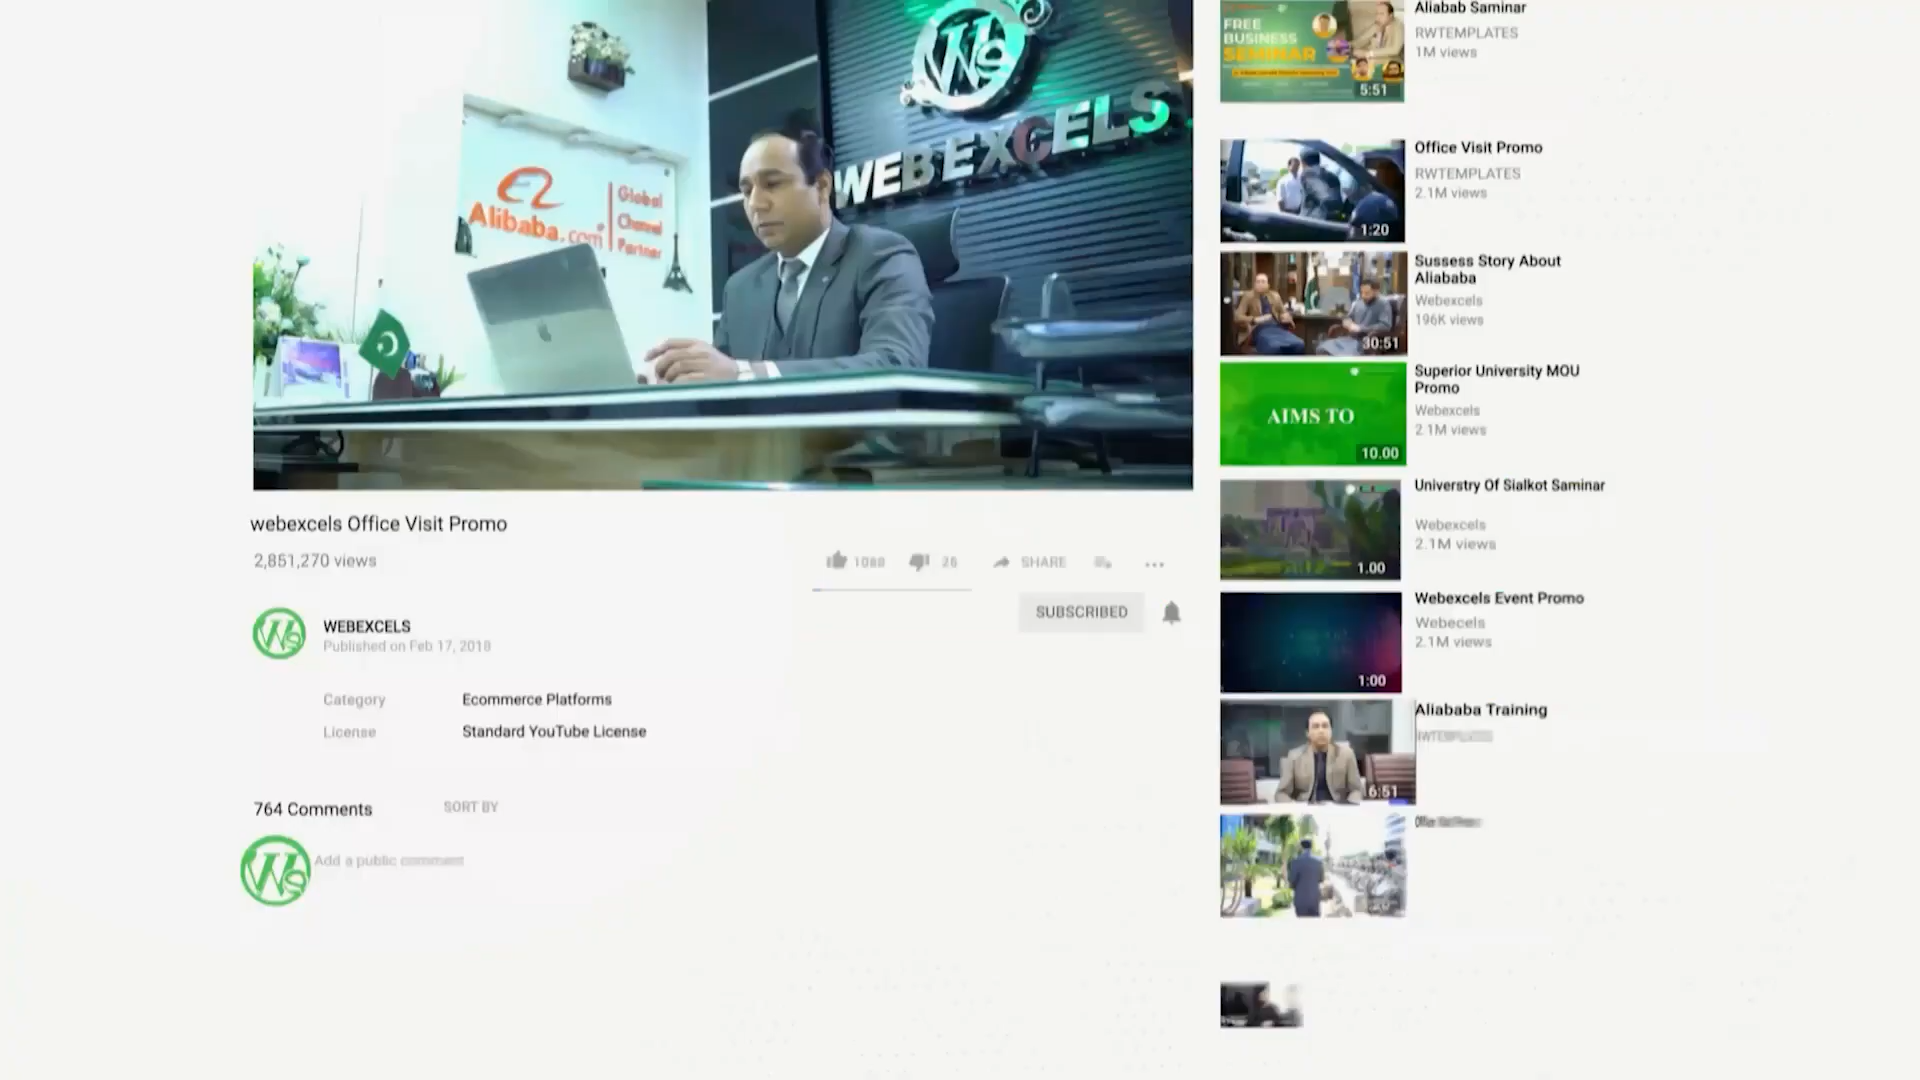 Ws
WEBEXCELS
Alibaba.com
Global
Channel
Partner
webexcels Office Visit Promo
2,851,270 views
1088
26
SHARE
SUBSCRIBED
Ws
WEBEXCELS
Published on Feb 17, 2018
Category
Ecommerce Platforms
License
Standard YouTube License
764 Comments
SORT BY
Ws
Add a public comment
FREE
BUSINESS
SEMINAR
5:51
Aliabab Saminar
RWTEMPLATES
1M views
1:20
Office Visit Promo
RWTEMPLATES
2.1M views
30:51
Sussess Story About
Aliababa
Webexcels
196K views
AIMS TO
10.00
Superior University MOU
Promo
Webexcels
2.1M views
1.00
Universtry Of Sialkot Saminar
Webexcels
2.1M views
1:00
Webexcels Event Promo
Webecels
2.1M views
6:51
Aliababa Training
RWTEMPLATES